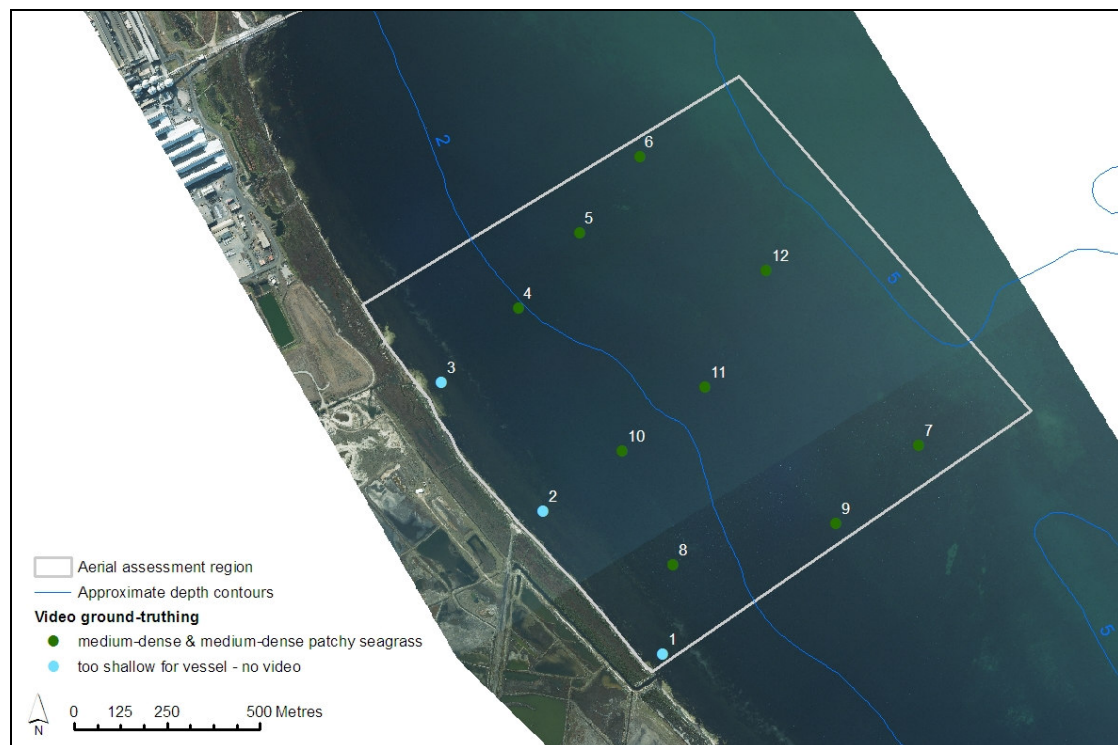 6
5
2
12
4
5
3
11
10
7
2
9
8
5
1
Aerial assessment region
Approximate depth contours
Video ground-truthing
medium-dense & medium-dense patchy seagrass
too shallow for vessel - no video
0 125 250 500 Metres
N